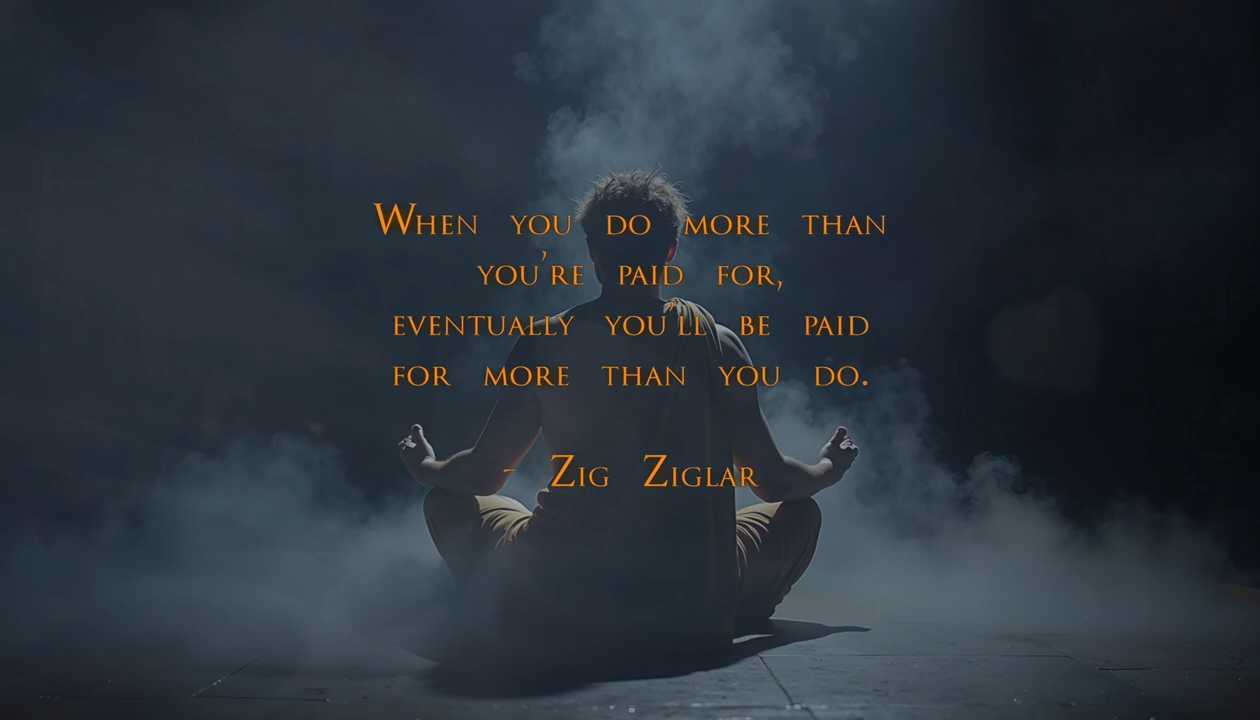 When you do more than
you're paid for,
eventually you'll be paid
for more than you do.
- Zig Ziglar